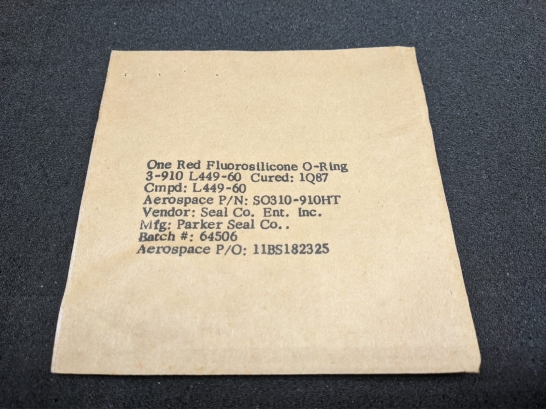 One Red Fluorosilicone O-Ring
3-910 L449-60 Cured: 1Q87
Cmpd: L449-60
Aerospace P/N: SO310-910HT
Vendor: Seal Co. Ent. Inc.
Mfg: Parker Seal Co..
Batch #: 64506
Aerospace P/O: 11BS182325